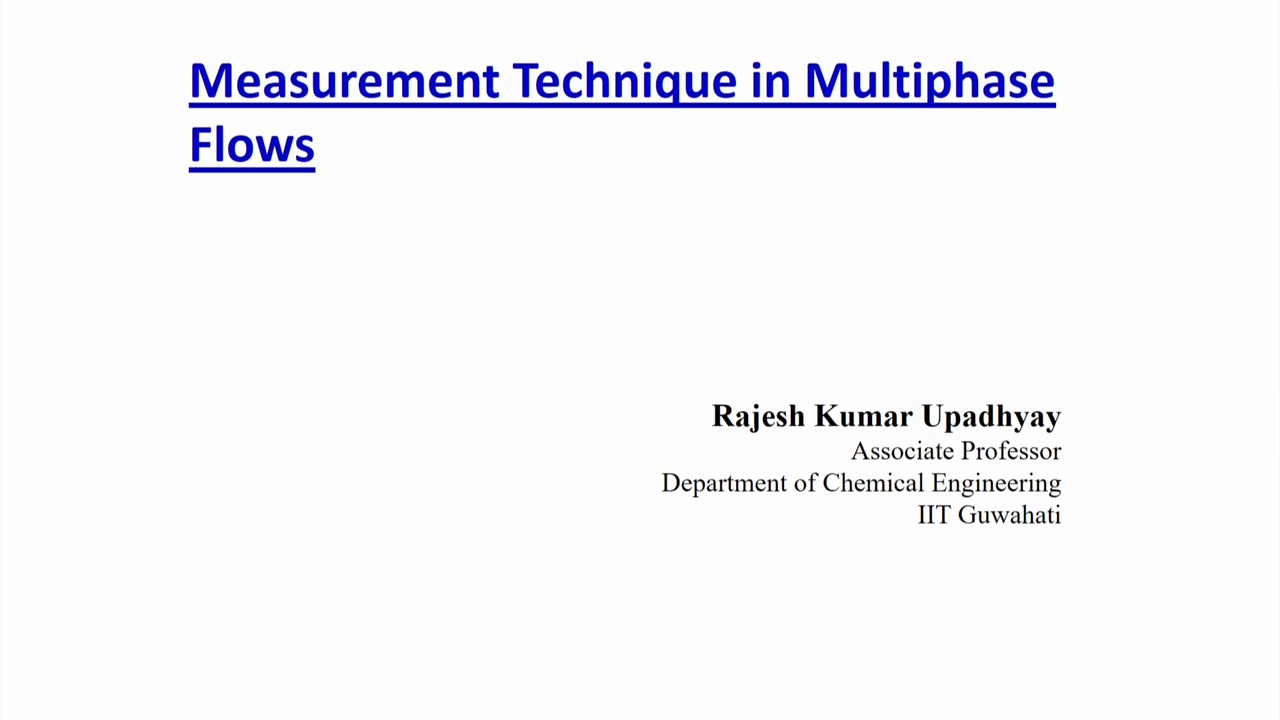 Measurement Technique in Multiphase
Flows
Rajesh Kumar Upadhyay
Associate Professor
Department of Chemical Engineering
IIT Guwahati